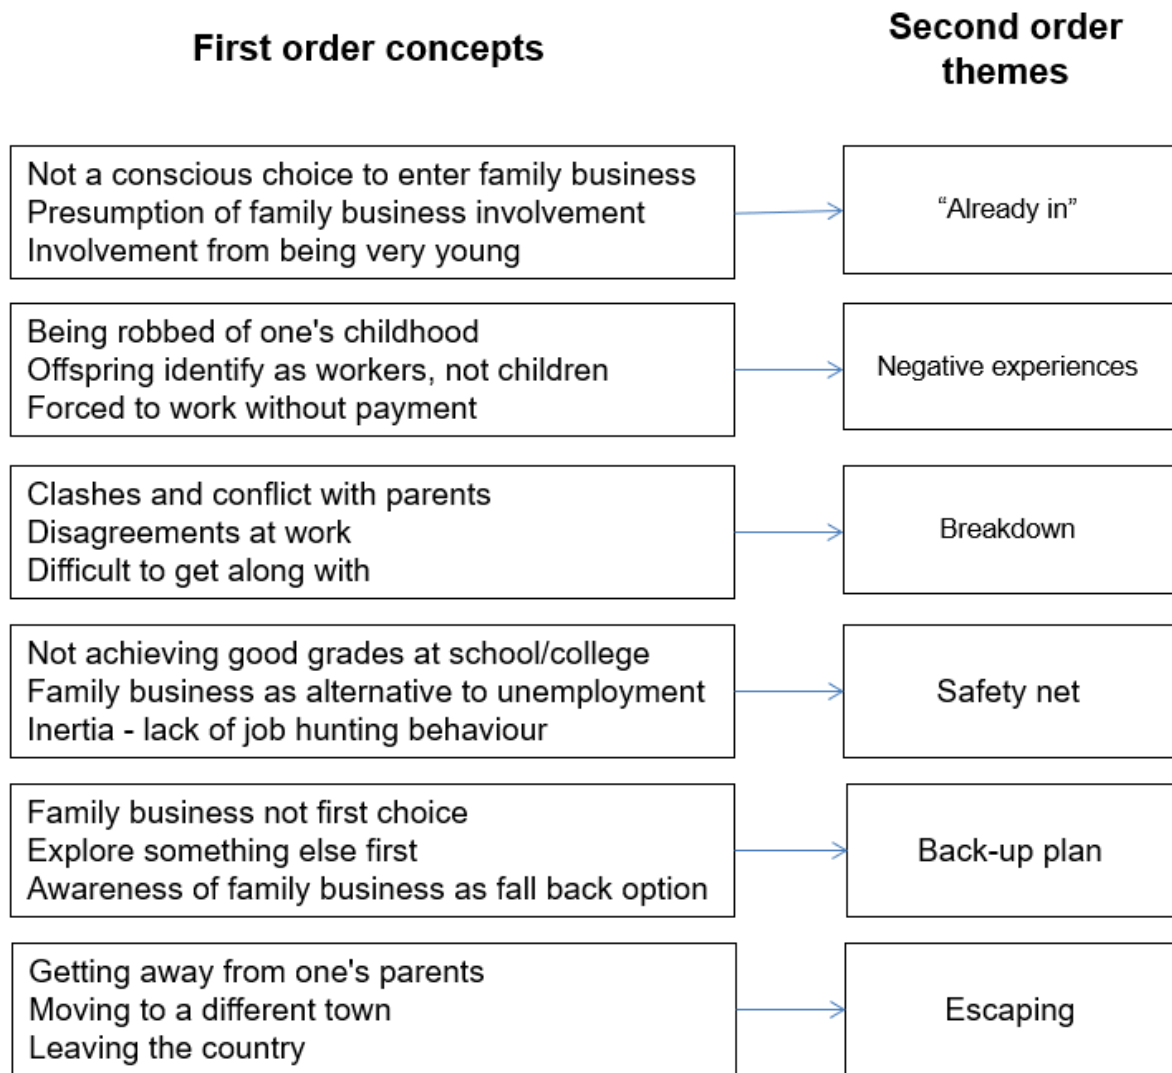 First order concepts
Second order
themes
Not a conscious choice to enter family business
Presumption of family business involvement
Involvement from being very young
“Already in”
Being robbed of one's childhood
Offspring identify as workers, not children
Forced to work without payment
Negative experiences
Clashes and conflict with parents
Disagreements at work
Difficult to get along with
Breakdown
Not achieving good grades at school/college
Family business as alternative to unemployment
Inertia - lack of job hunting behaviour
Safety net
Family business not first choice
Explore something else first
Awareness of family business as fall back option
Back-up plan
Getting away from one's parents
Moving to a different town
Leaving the country
Escaping